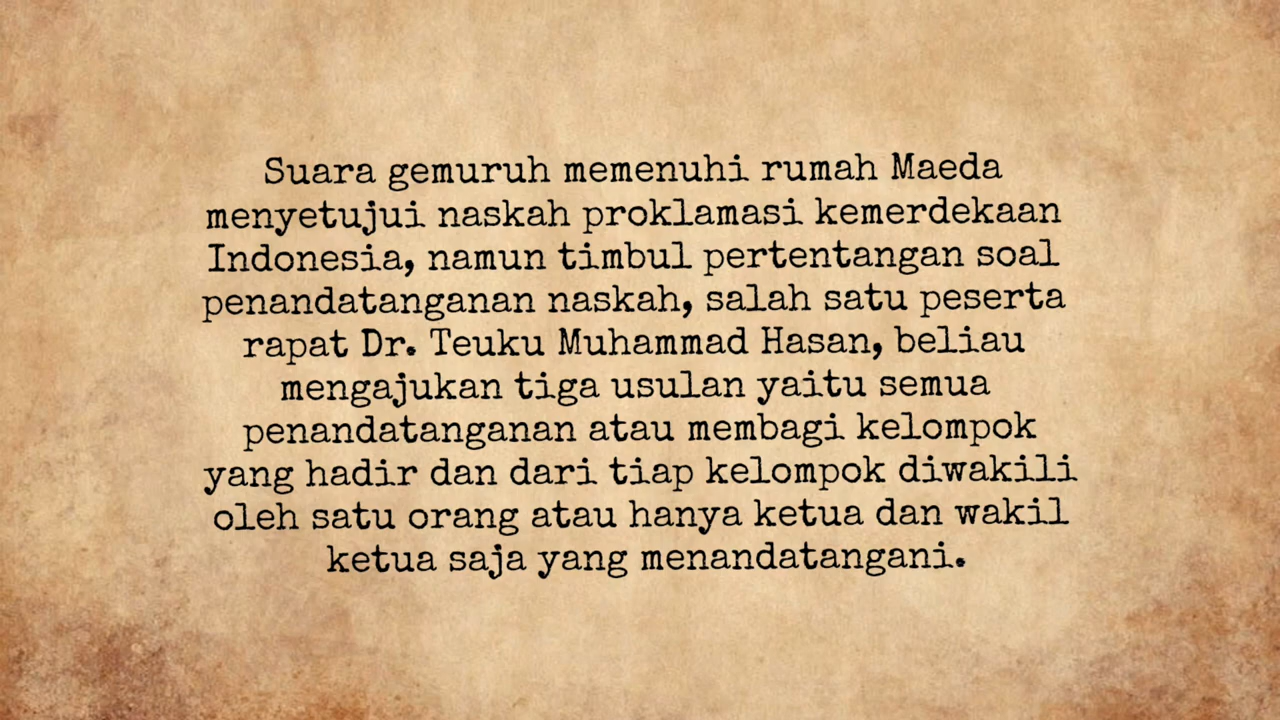 Suara gemuruh memenuhi rumah Maeda
menyetujui naskah proklamasi kemerdekaan
Indonesia, namun timbul pertentangan soal
penandatanganan naskah, salah satu peserta
rapat Dr. Teuku Muhammad Hasan, beliau
mengajukan tiga usulan yaitu semua
penandatanganan atau membagi kelompok
yang hadir dan dari tiap kelompok diwakili
oleh satu orang atau hanya ketua dan wakil
ketua saja yang menandatangani.